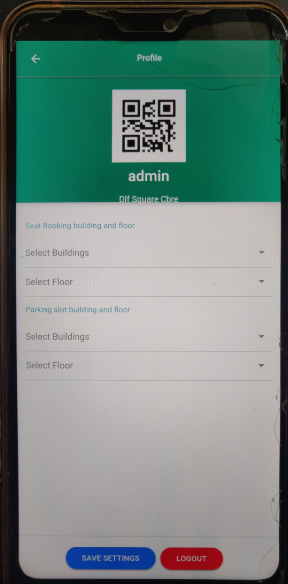 Profile
admin
Dlf Square Cbre
Seat Booking building and floor
Select Buildings
Select Floor
Parking slot building and floor
Select Buildings
Select Floor
SAVE SETTINGS
LOGOUT